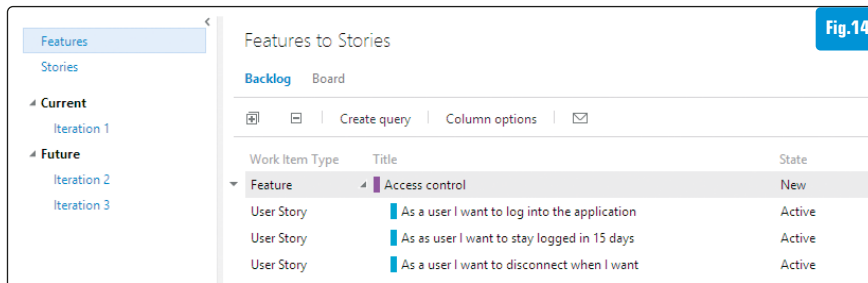 Fig.14
Features
Stories
Current
Iteration 1
Future
Iteration 2
Iteration 3
Features to Stories
Backlog Board
Create query Column options
Work Item Type Title State
Feature Access control New
User Story As a user I want to log into the application Active
User Story As as user I want to stay logged in 15 days Active
User Story As a user I want to disconnect when I want Active